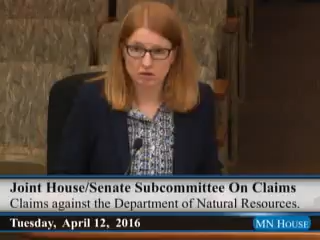 Joint House/Senate Subcommittee On Claims
Claims against the Department of Natural Resources.
Tuesday, April 12, 2016
MN HOUSE